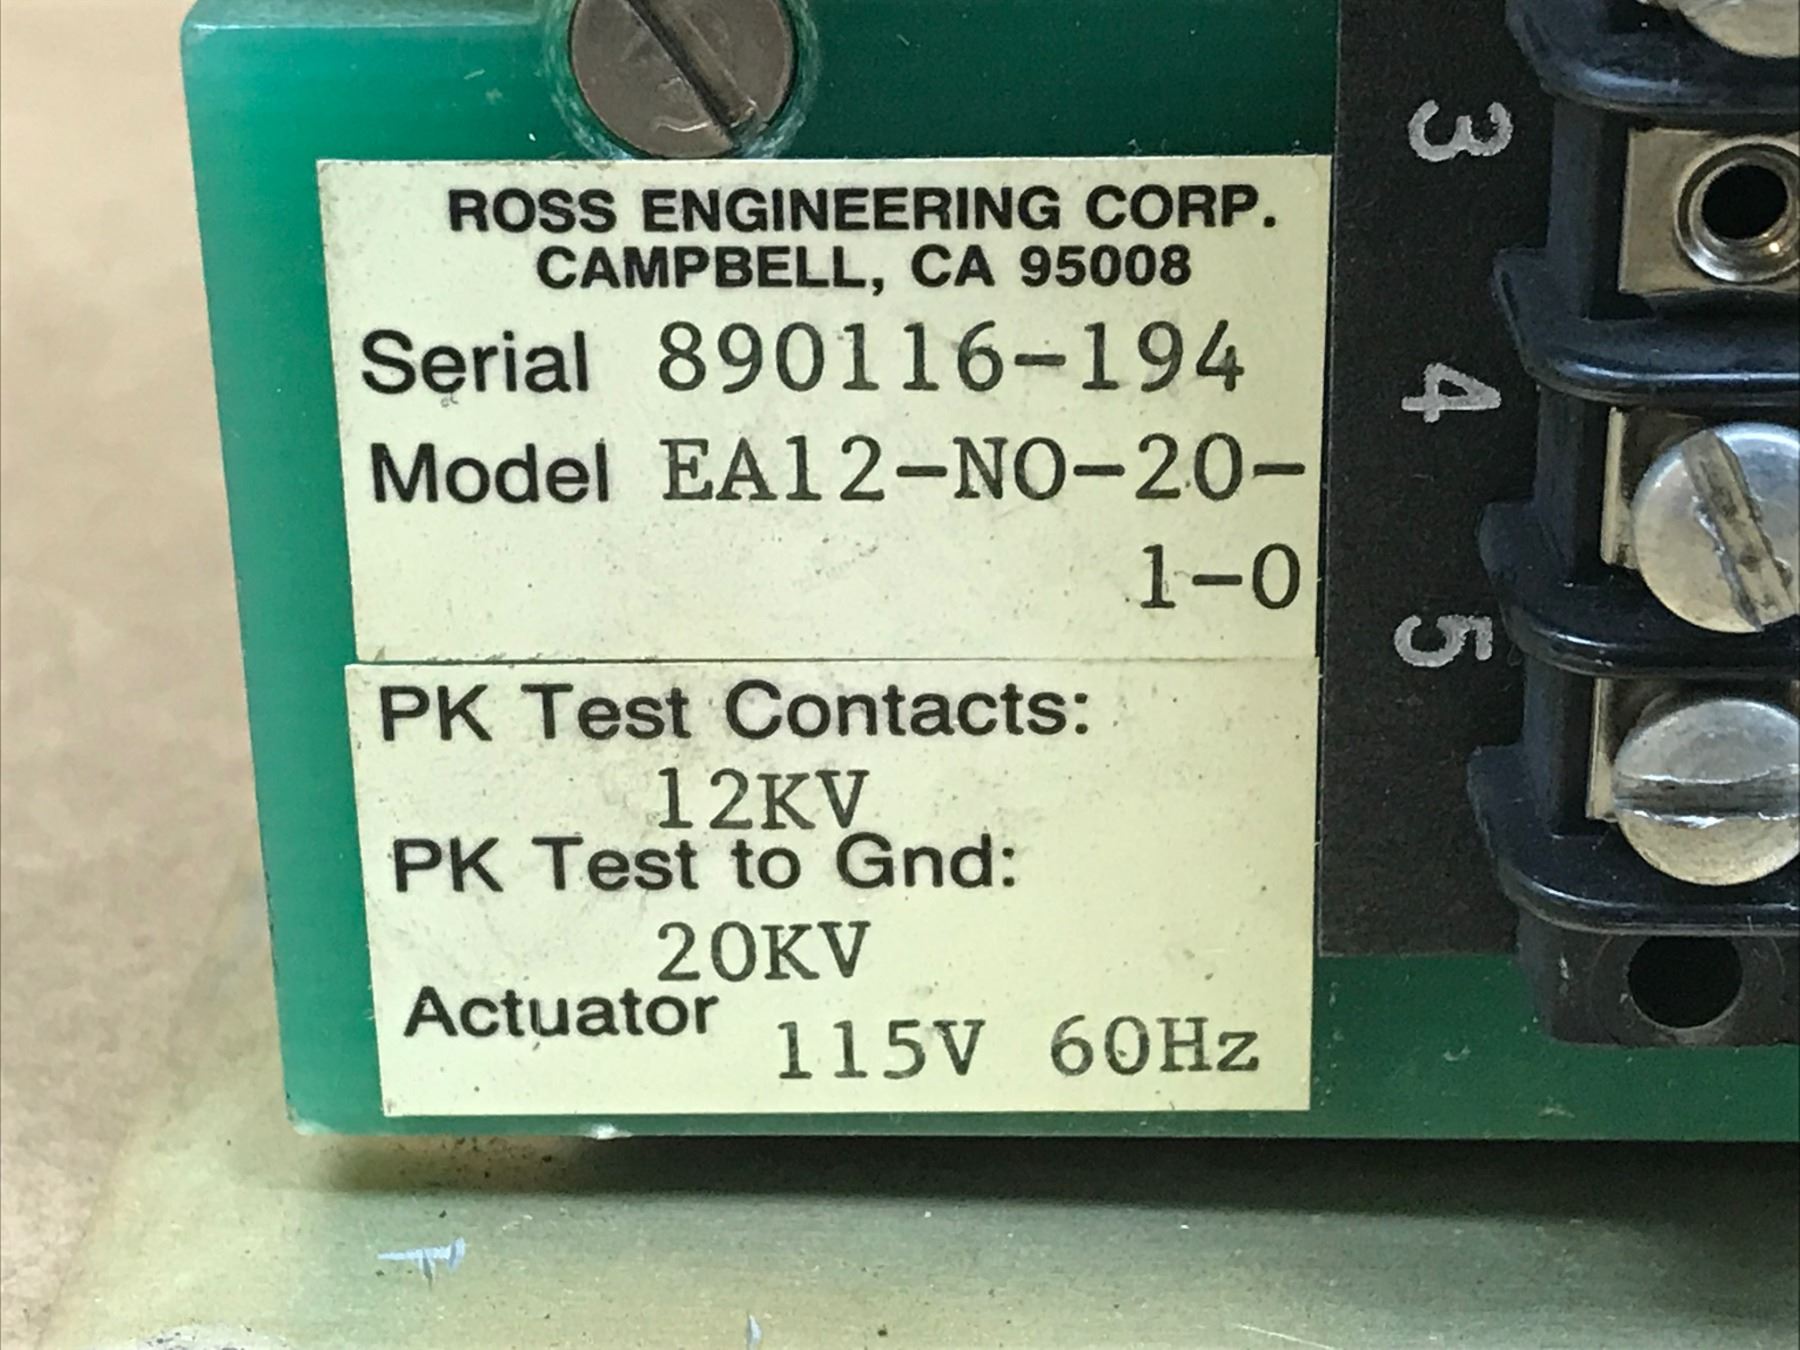 ROSS ENGINEERING CORP.
CAMPBELL, CA 95008
Serial 890116-194
Model EA12-NO-20-
1-0
PK Test Contacts:
12KV
PK Test to Gnd:
20KV
Actuator 115V 60Hz
3
4
5